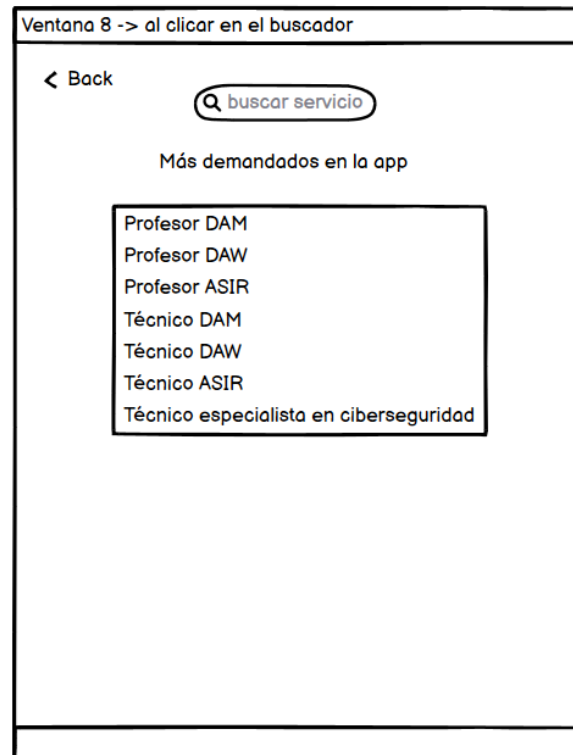 Ventana 8 -> al clicar en el buscador
Back
buscar servicio
Más demandados en la app
Profesor DAM
Profesor DAW
Profesor ASIR
Técnico DAM
Técnico DAW
Técnico ASIR
Técnico especialista en ciberseguridad